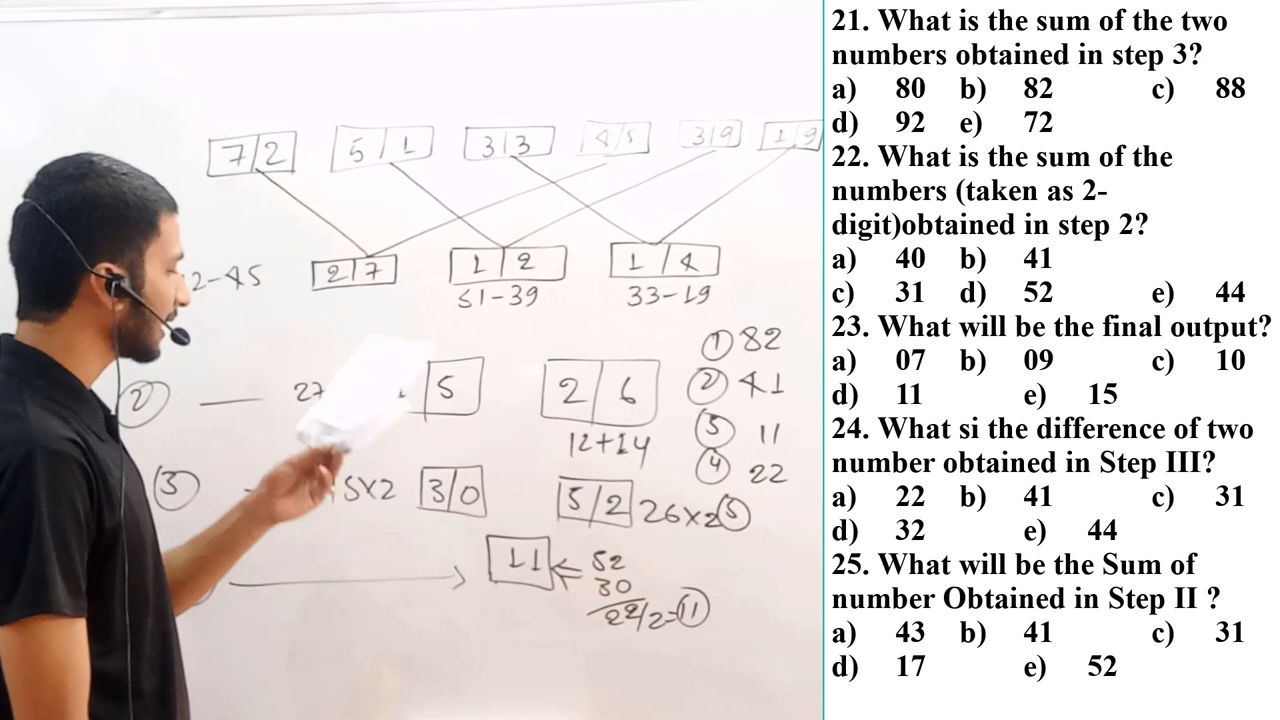 7 2 5 1 3 3 4 5 3 9 1 9
2-45 2 7 1 2 1 4
51-39 33-19
① 82
② 27 5 2 6 ② 41
12+14 ③ 11
④ 22
③ 5x2 3 0 5 2 26x2 ⑤
11 ⇐ 52
30
22/2=⑪
21. What is the sum of the two
numbers obtained in step 3?
a) 80 b) 82 c) 88
d) 92 e) 72
22. What is the sum of the
numbers (taken as 2-
digit)obtained in step 2?
a) 40 b) 41
c) 31 d) 52 e) 44
23. What will be the final output?
a) 07 b) 09 c) 10
d) 11 e) 15
24. What si the difference of two
number obtained in Step III?
a) 22 b) 41 c) 31
d) 32 e) 44
25. What will be the Sum of
number Obtained in Step II ?
a) 43 b) 41 c) 31
d) 17 e) 52